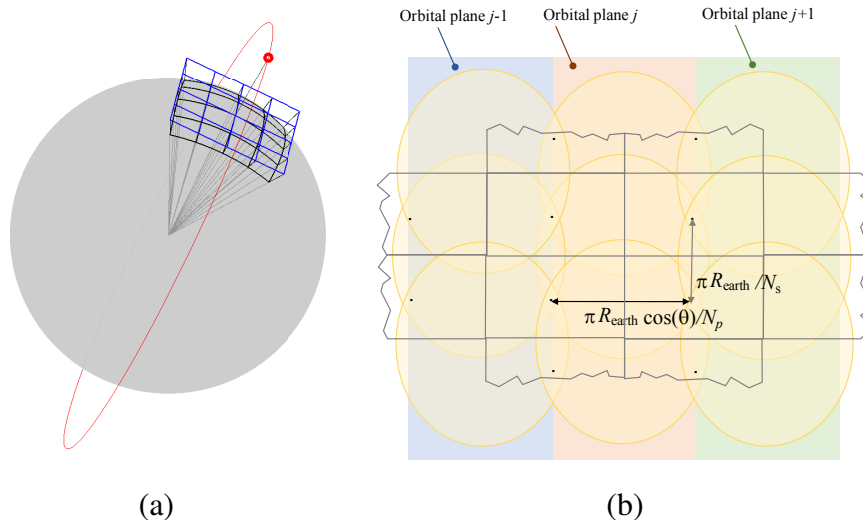 Orbital plane j-1
Orbital plane j
Orbital plane j+1
π R_earth /N_s
π R_earth cos(θ)/N_p
(a)
(b)